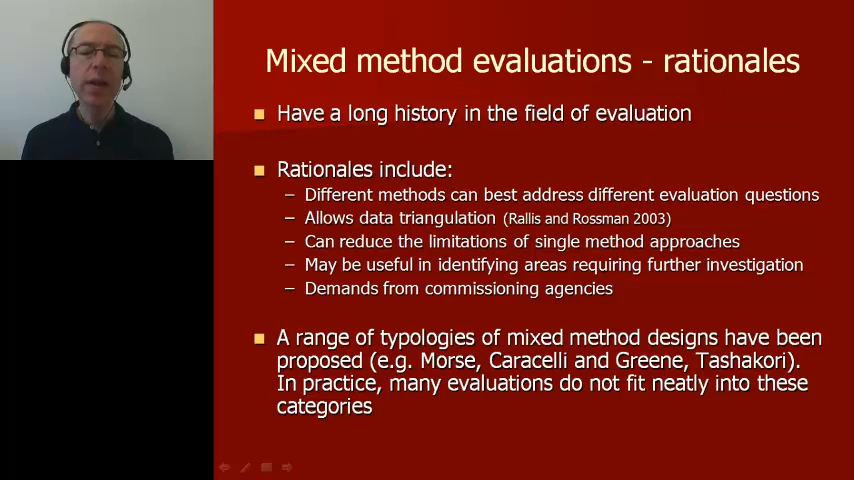 Mixed method evaluations - rationales
Have a long history in the field of evaluation
Rationales include:
– Different methods can best address different evaluation questions
– Allows data triangulation (Rallis and Rossman 2003)
– Can reduce the limitations of single method approaches
– May be useful in identifying areas requiring further investigation
– Demands from commissioning agencies
A range of typologies of mixed method designs have been
proposed (e.g. Morse, Caracelli and Greene, Tashakori).
In practice, many evaluations do not fit neatly into these
categories